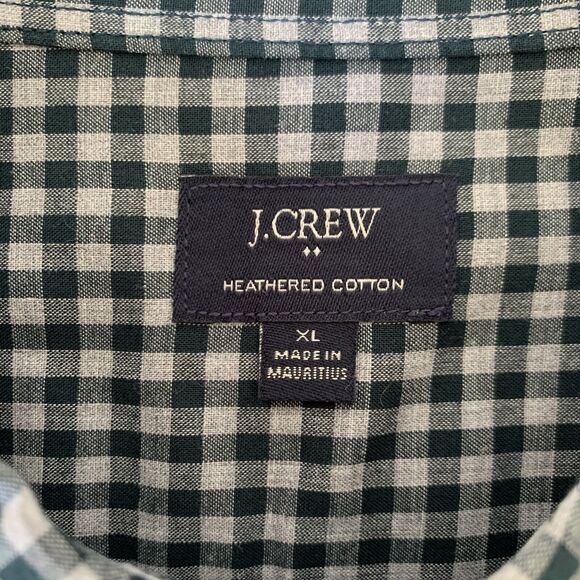 J.CREW
HEATHERED COTTON
XL
MADE IN
MAURITIUS